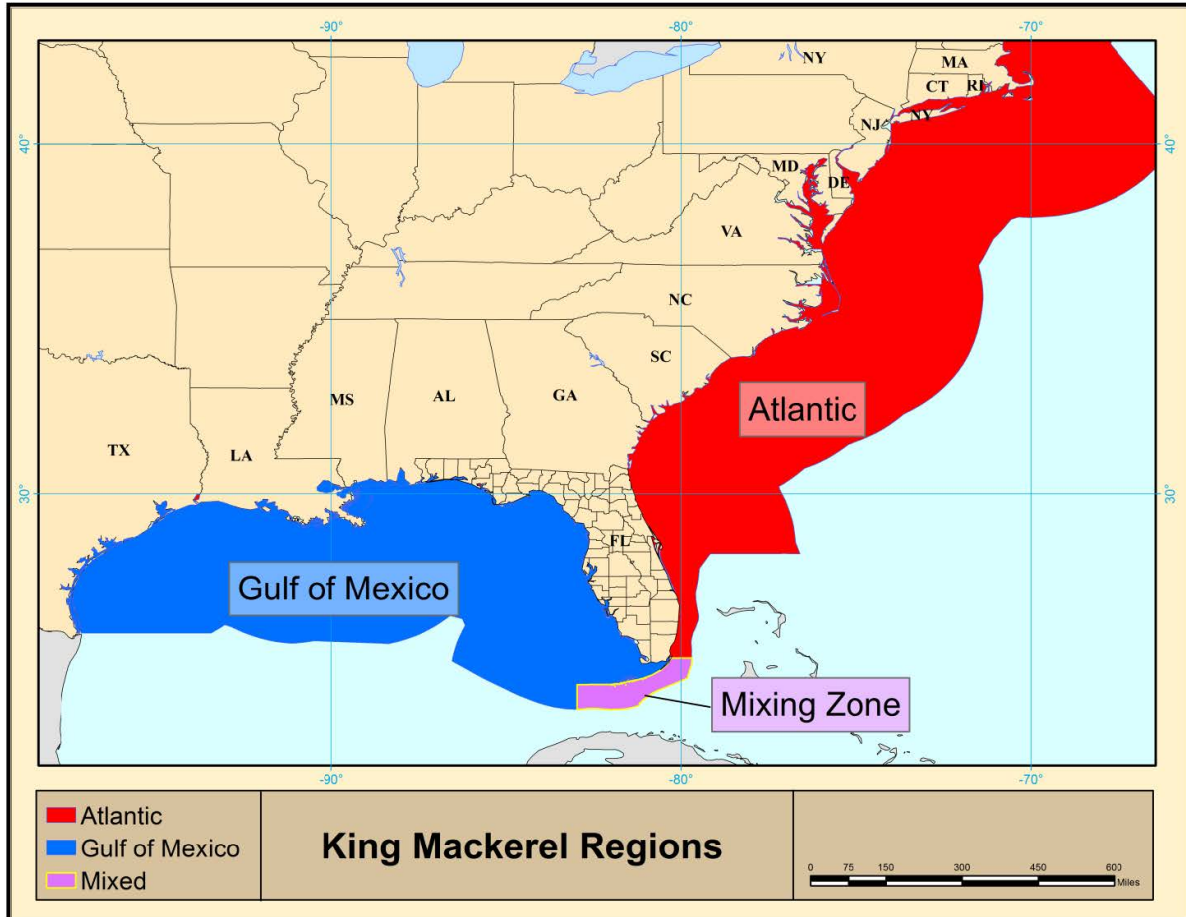 -90°
-80°
-70°
NY
MA
CT
RI
NY
NJ
40°
40°
MD
DE
VA
NC
SC
MS
AL
GA
Atlantic
TX
LA
30°
30°
FL
Gulf of Mexico
Mixing Zone
-90°
-80°
-70°
Atlantic
Gulf of Mexico
Mixed
King Mackerel Regions
0 75 150 300 450 600
Miles